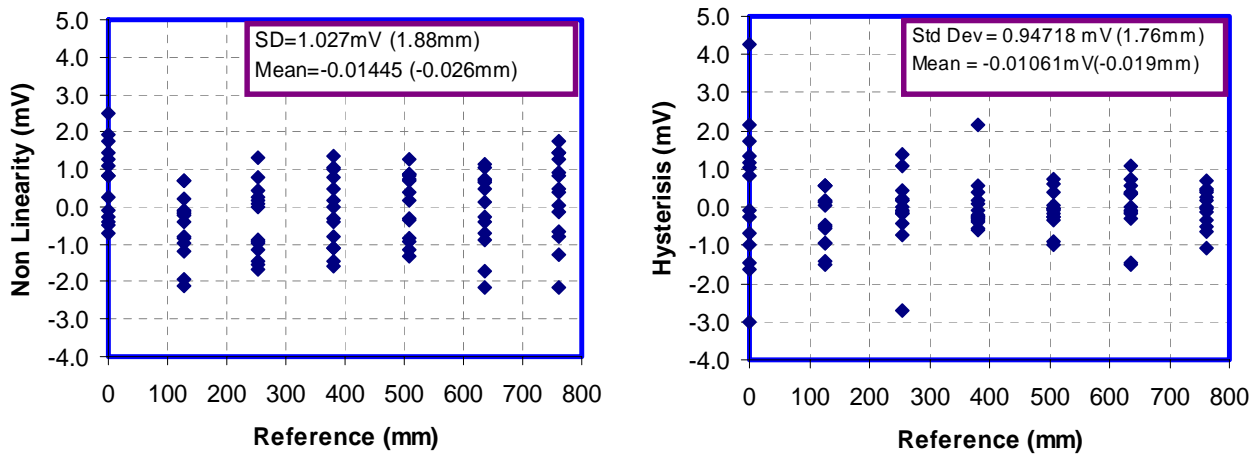 5.0
4.0
3.0
2.0
1.0
0.0
-1.0
-2.0
-3.0
-4.0
Non Linearity (mV)
SD=1.027mV (1.88mm)
Mean=-0.01445 (-0.026mm)
0 100 200 300 400 500 600 700 800
Reference (mm)
5.0
4.0
3.0
2.0
1.0
0.0
-1.0
-2.0
-3.0
-4.0
Hysterisis (mV)
Std Dev = 0.94718 mV (1.76mm)
Mean = -0.01061mV(-0.019mm)
0 100 200 300 400 500 600 700 800
Reference (mm)